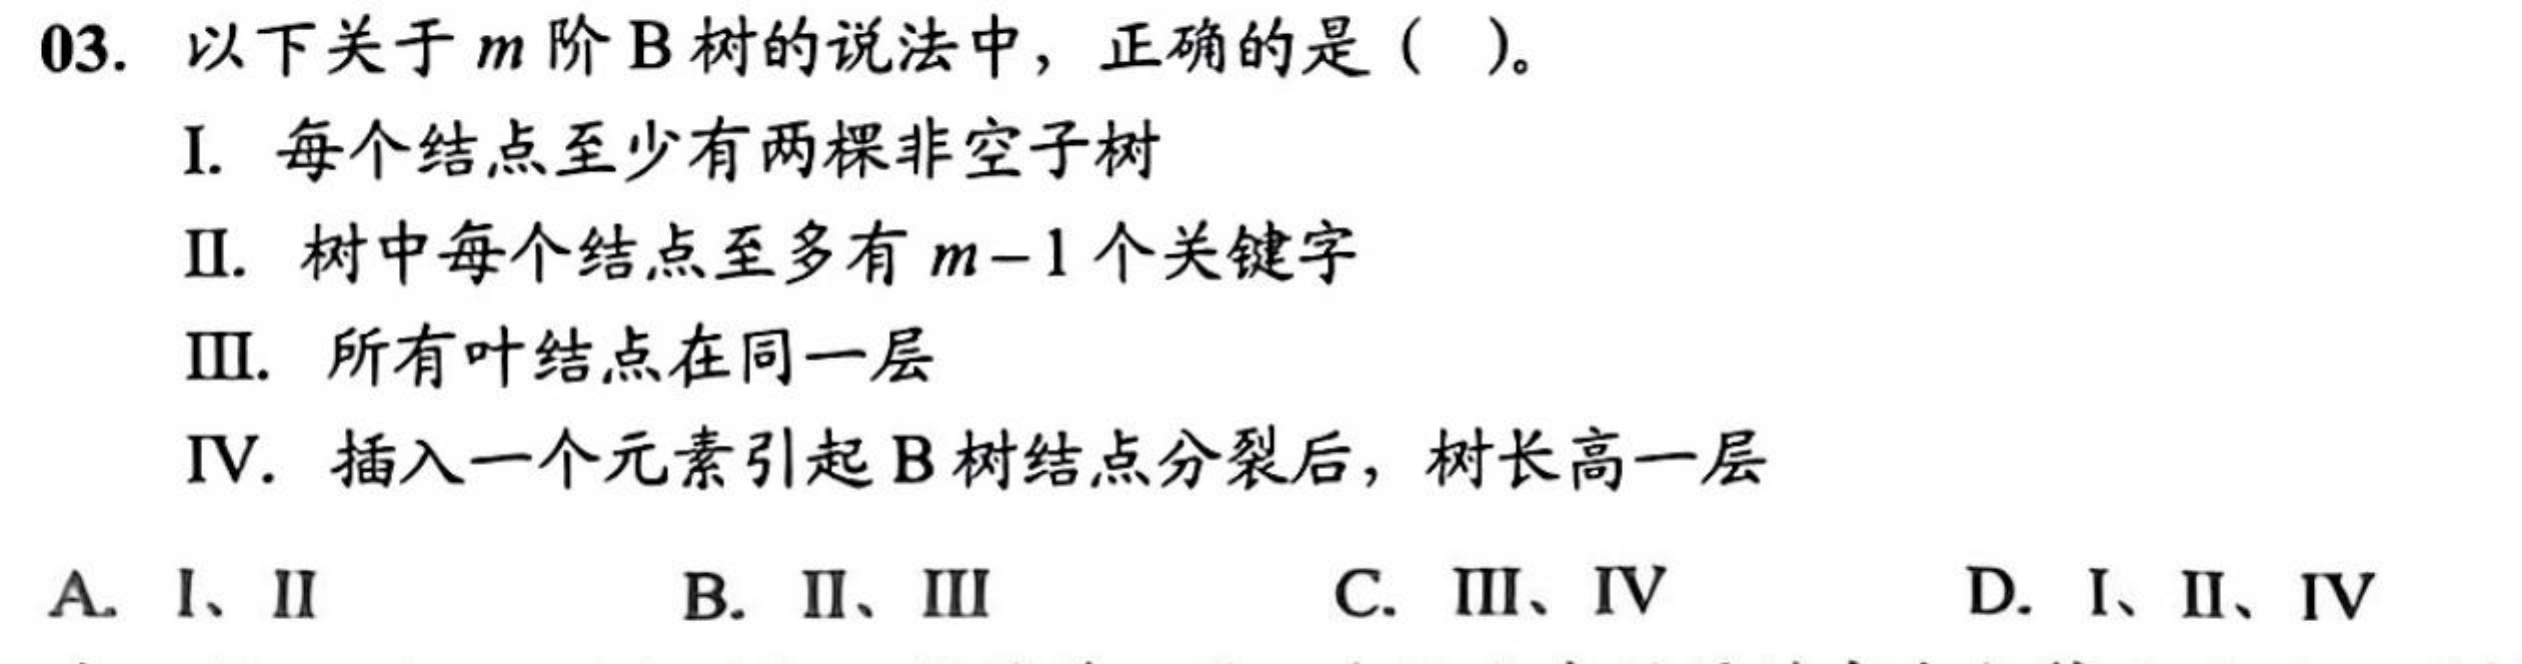 03. 以下关于 m 阶 B 树的说法中，正确的是（ ）。
I. 每个结点至少有两棵非空子树
II. 树中每个结点至多有 m−1 个关键字
III. 所有叶结点在同一层
IV. 插入一个元素引起 B 树结点分裂后，树长高一层
A. I、II B. II、III C. III、IV D. I、II、IV